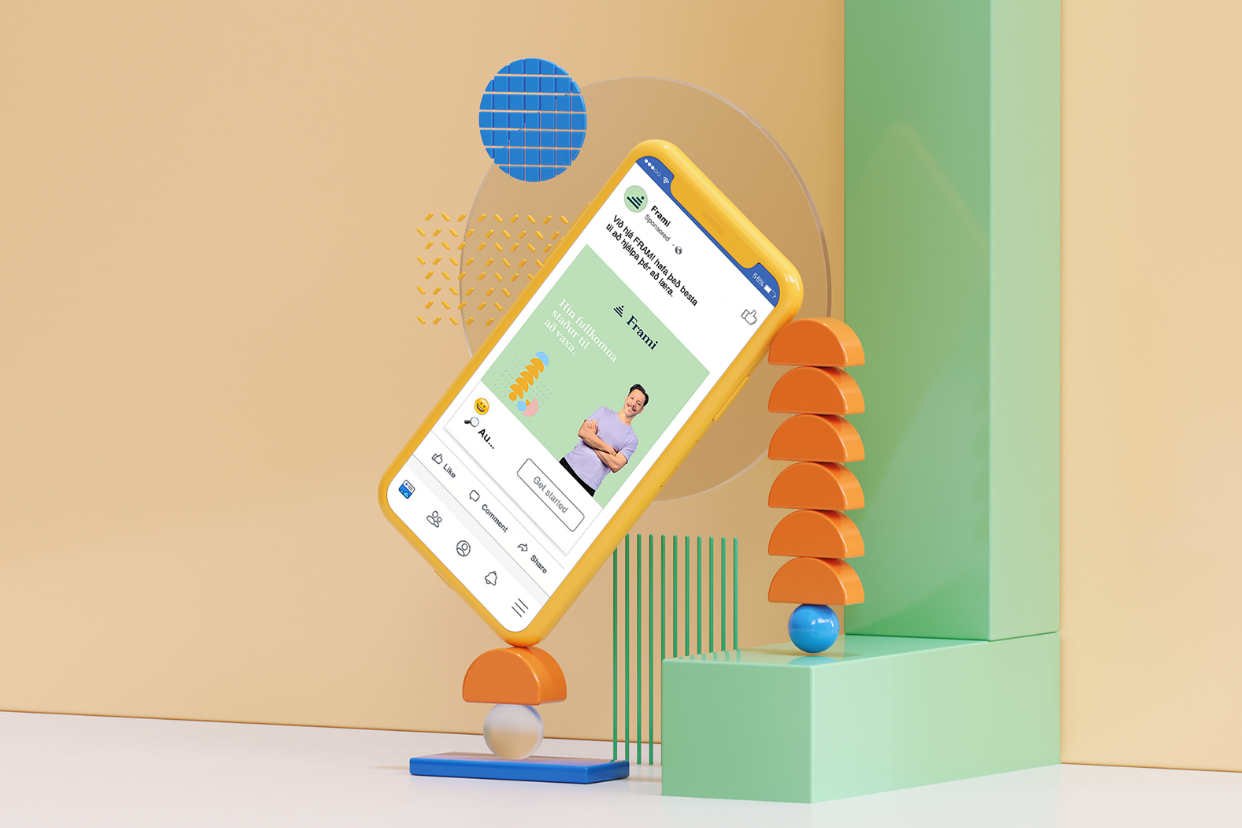 55%
Frami
Sponsored
Við hjá FRAMI hafa það besta
til að hjálpa þér að læra.
Frami
Hin fullkomna
staður til
að vaxa.
Au...
Get started
Like
Comment
Share